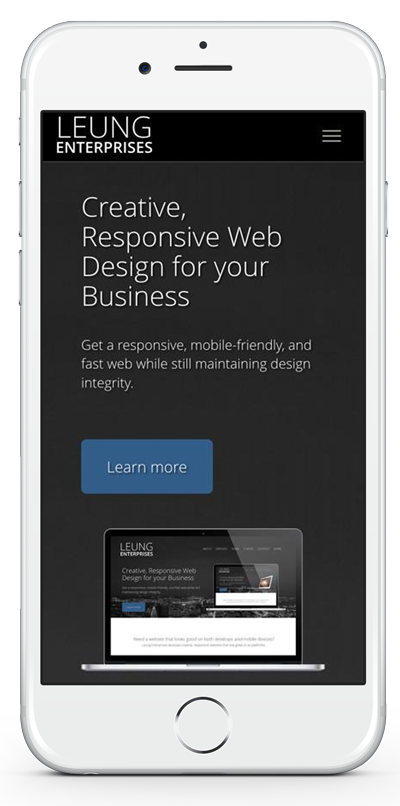 LEUNG
ENTERPRISES
Creative,
Responsive Web
Design for your
Business
Get a responsive, mobile-friendly, and
fast web while still maintaining design
integrity.
Learn more
LEUNG
ENTERPRISES
Creative, Responsive Web
Design for your Business
Need a website that looks good on both desktops and mobile devices?